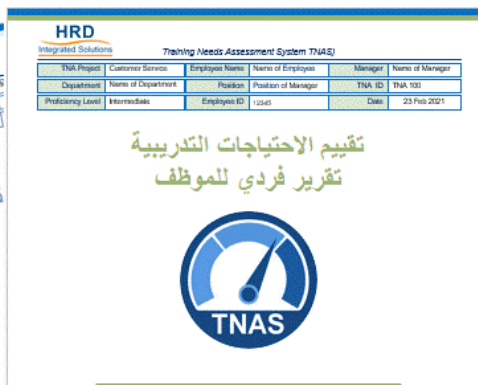 HRD
Integrated Solutions
Training Needs Assessment System TNAS)
TNA Project Customer Service Employee Name Name of Employee Manager Name of Manager
Department Name of Department Position Position of Manager TNA ID TNA 100
Proficiency Level Intermediate Employee ID 12345 Date 23 Feb 2021
تقييم الاحتياجات التدريبية
تقرير فردي للموظف
TNAS